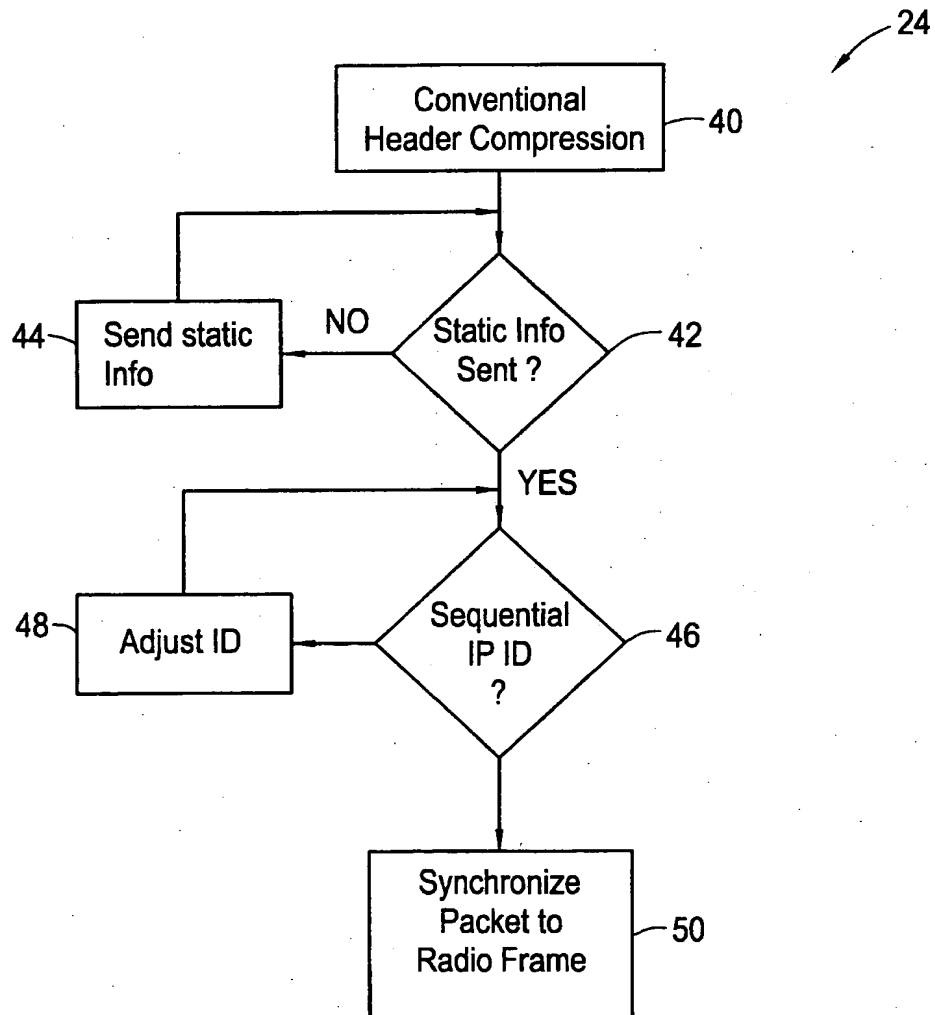 24
Conventional
Header Compression
40
NO
44
Send static
Info
Static Info
Sent ?
42
YES
48
Adjust ID
Sequential
IP ID
?
46
Synchronize
Packet to
Radio Frame
50